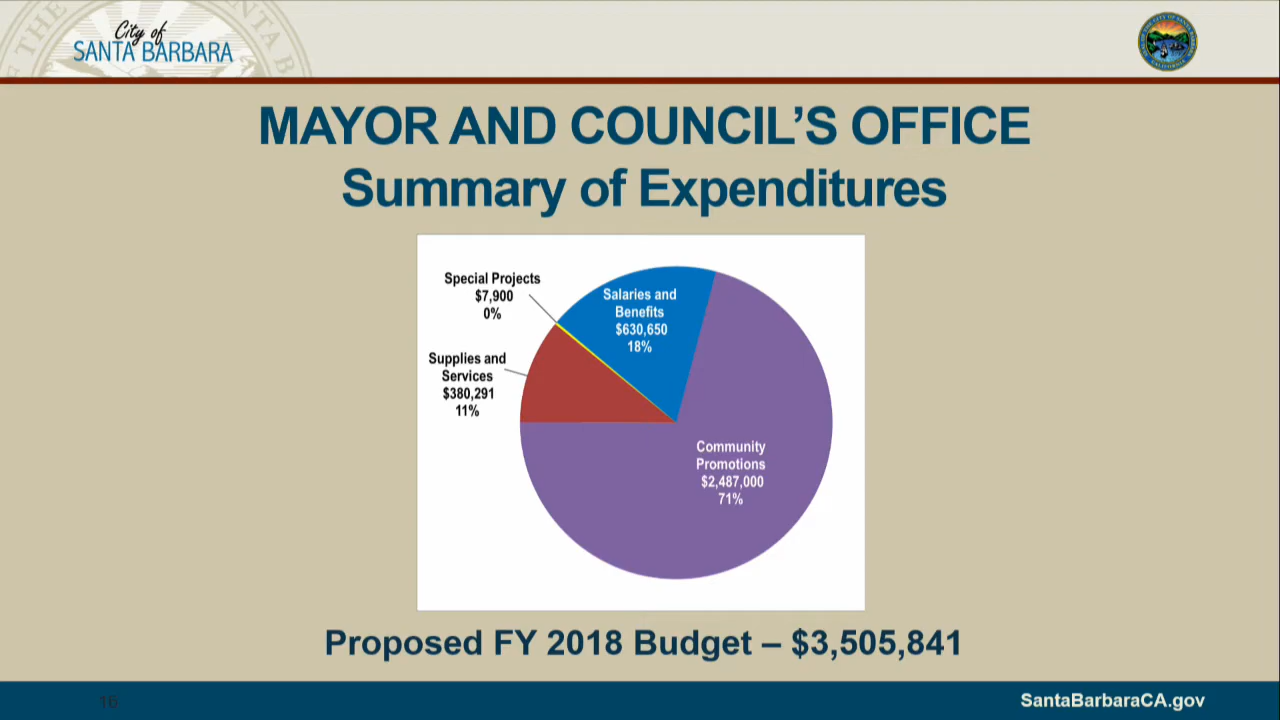 City of
SANTA BARBARA
MAYOR AND COUNCIL’S OFFICE
Summary of Expenditures
Special Projects
$7,900
0%
Salaries and
Benefits
$630,650
18%
Supplies and
Services
$380,291
11%
Community
Promotions
$2,487,000
71%
Proposed FY 2018 Budget – $3,505,841
16
SantaBarbaraCA.gov